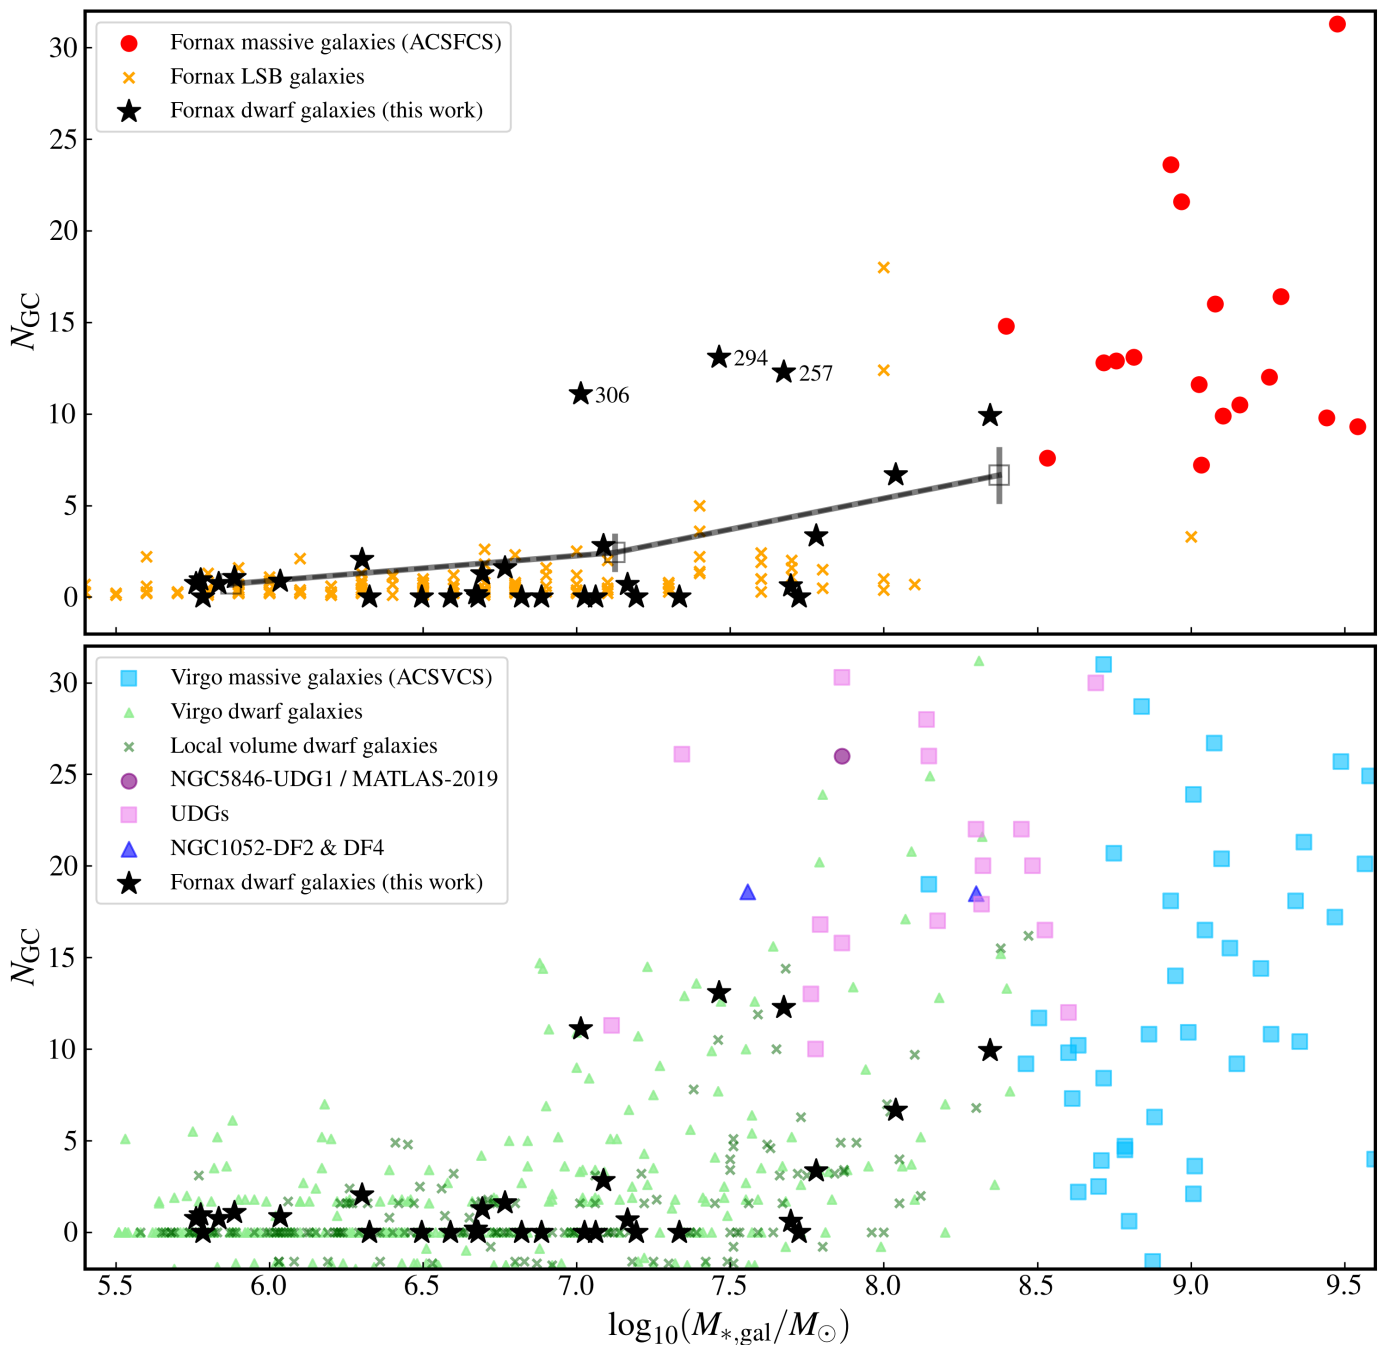 30
25
20
15
10
5
0
N_GC
Fornax massive galaxies (ACSFCS)
Fornax LSB galaxies
Fornax dwarf galaxies (this work)
294
257
306
30
25
20
15
10
5
0
N_GC
Virgo massive galaxies (ACSVCS)
Virgo dwarf galaxies
Local volume dwarf galaxies
NGC5846-UDG1 / MATLAS-2019
UDGs
NGC1052-DF2 & DF4
Fornax dwarf galaxies (this work)
5.5 6.0 6.5 7.0 7.5 8.0 8.5 9.0 9.5
log₁₀(M∗,gal/M⊙)